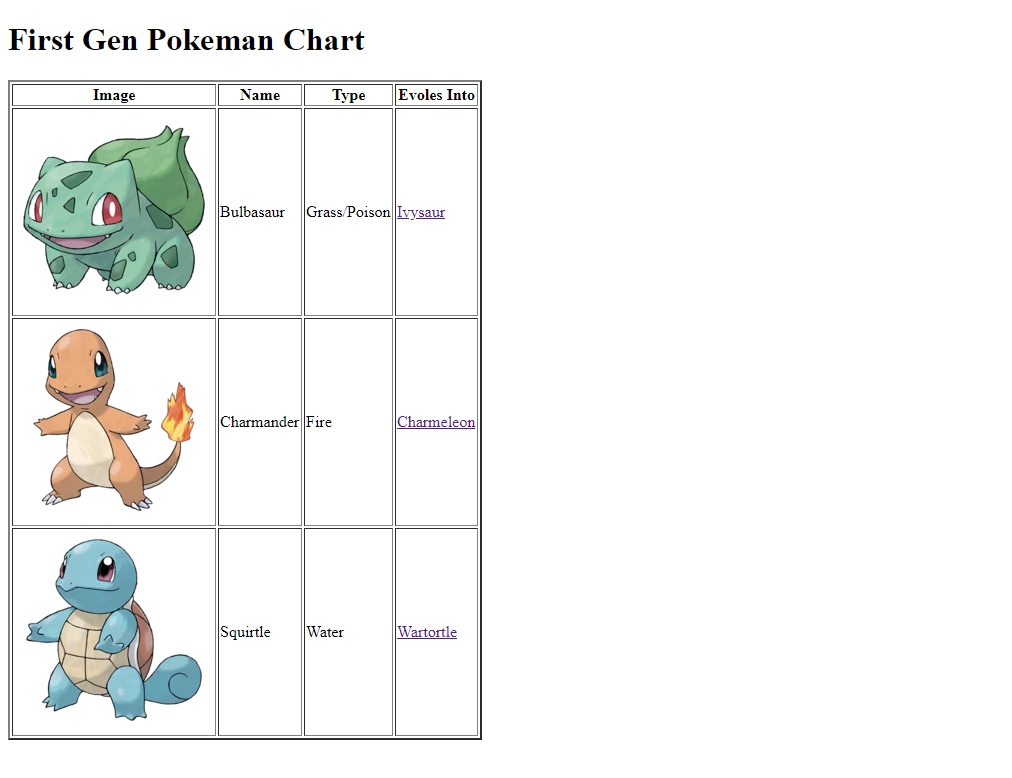 First Gen Pokeman Chart
Image Name Type Evoles Into
Bulbasaur Grass/Poison Ivysaur
Charmander Fire Charmeleon
Squirtle Water Wartortle